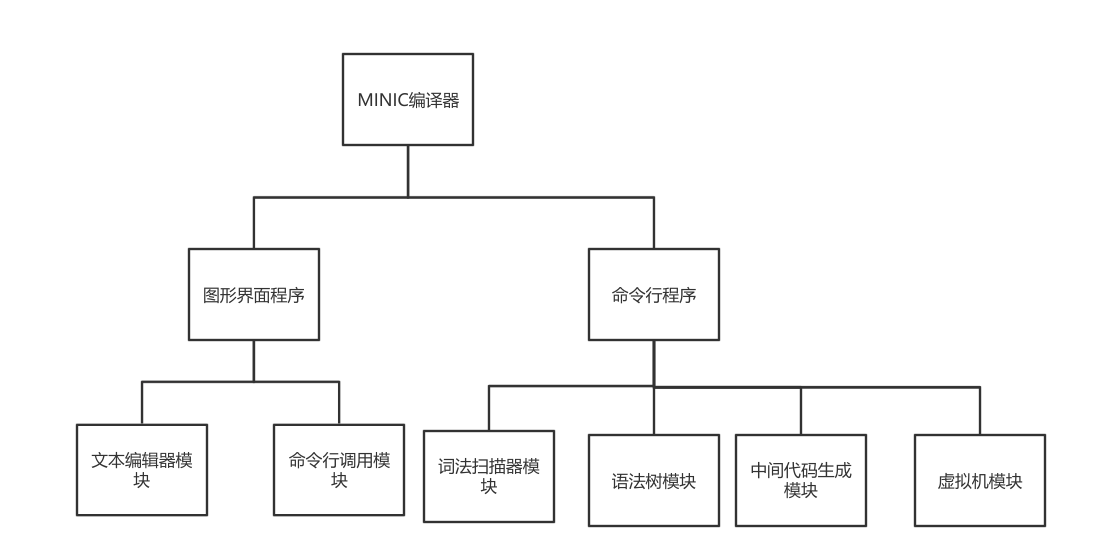 MINIC编译器
图形界面程序
命令行程序
文本编辑器模
块
命令行调用模
块
词法扫描器模
块
语法树模块
中间代码生成
模块
虚拟机模块